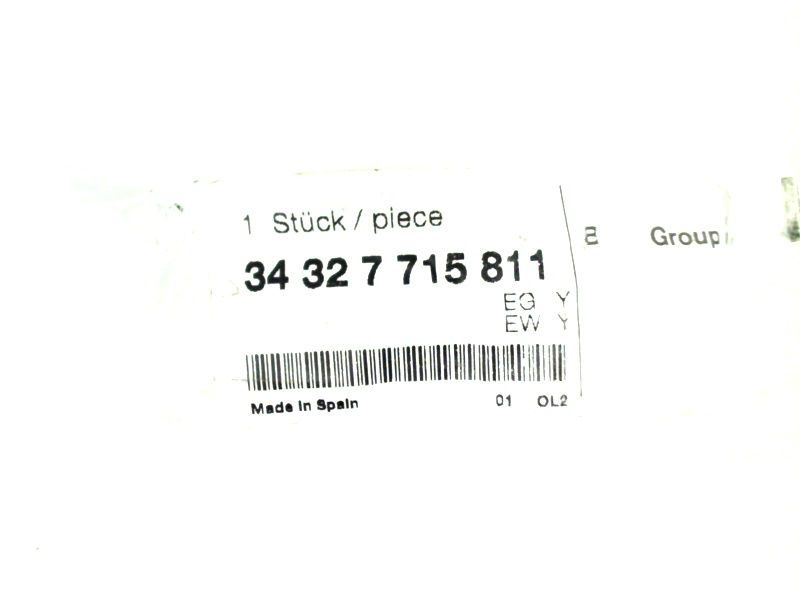 1 Stück / piece
34 32 7 715 811
EG Y
EW Y
Made in Spain 01 OL2
Group